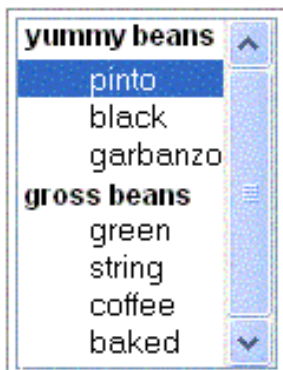 yummy beans
pinto
black
garbanzo
gross beans
green
string
coffee
baked